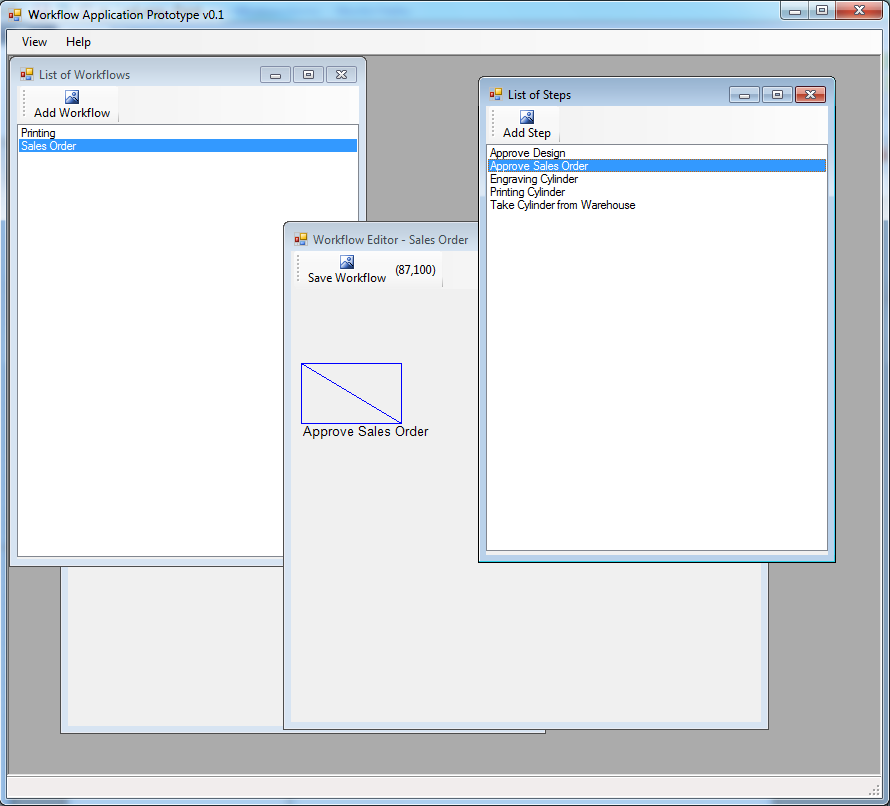 Workflow Application Prototype v0.1
View Help
List of Workflows
Add Workflow
Printing
Sales Order
List of Steps
Add Step
Approve Design
Approve Sales Order
Engraving Cylinder
Printing Cylinder
Take Cylinder from Warehouse
Workflow Editor - Sales Order
Save Workflow (87,100)
Approve Sales Order